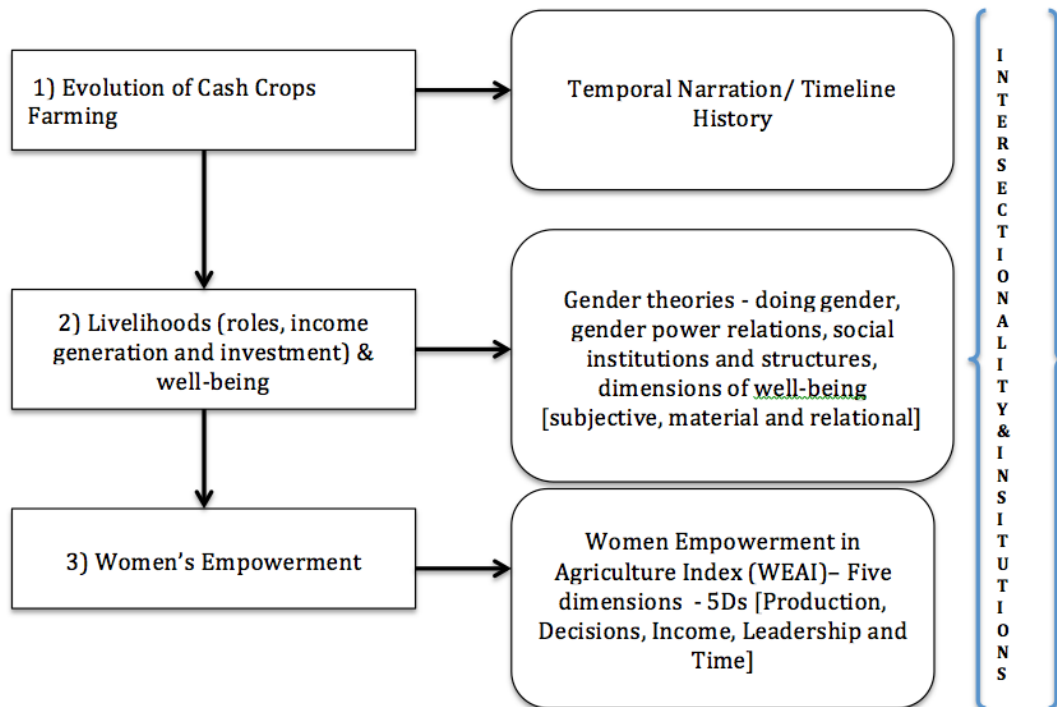 1) Evolution of Cash Crops
Farming
Temporal Narration/ Timeline
History
2) Livelihoods (roles, income
generation and investment) &
well-being
Gender theories - doing gender,
gender power relations, social
institutions and structures,
dimensions of well-being
[subjective, material and relational]
3) Women’s Empowerment
Women Empowerment in
Agriculture Index (WEAI)– Five
dimensions - 5Ds [Production,
Decisions, Income, Leadership and
Time]
INTERSECTIONALITY&INSITUTIONS